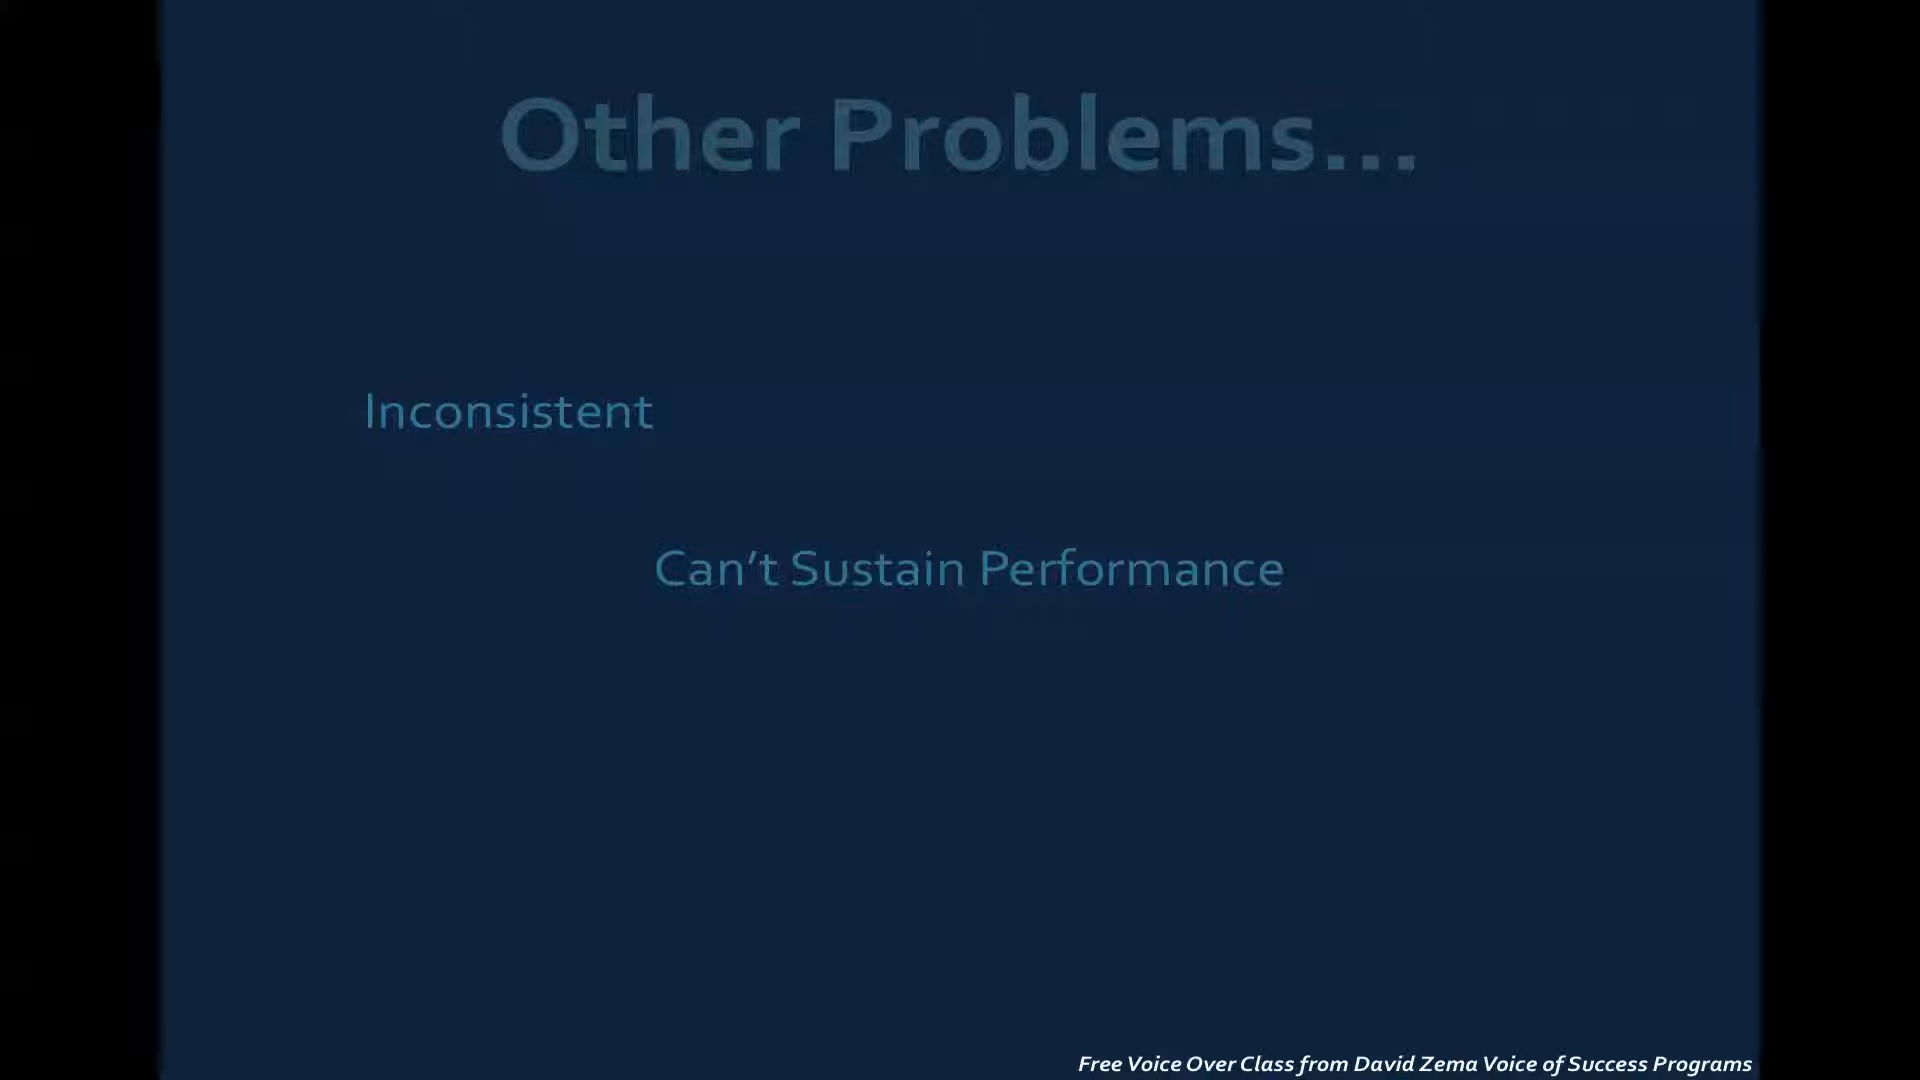 Other Problems...
Inconsistent
Can’t Sustain Performance
Free Voice Over Class from David Zema Voice of Success Programs